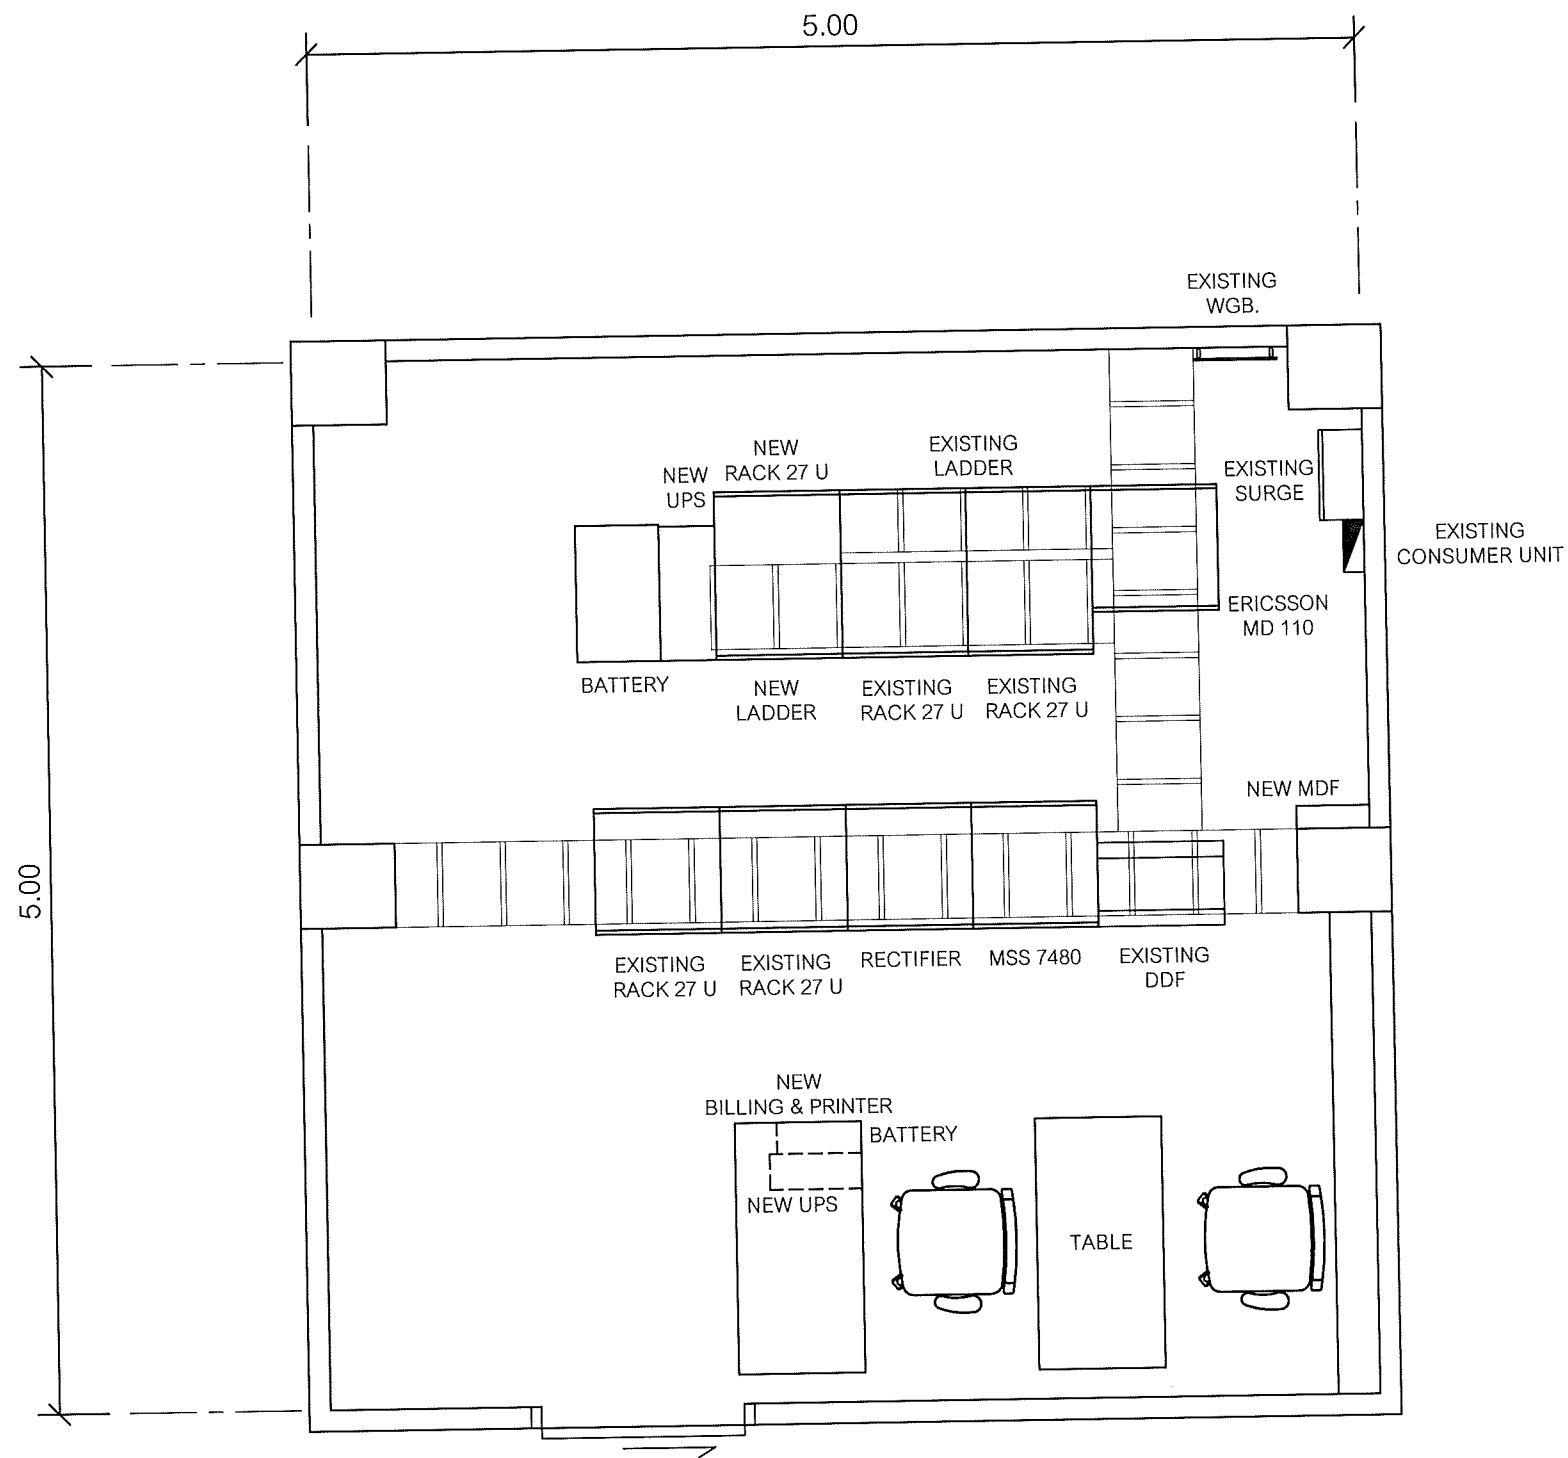 5.00
EXISTING
WGB.
NEW
RACK 27 U
EXISTING
LADDER
NEW
UPS
EXISTING
SURGE
EXISTING
CONSUMER UNIT
ERICSSON
MD 110
BATTERY
NEW
LADDER
EXISTING
RACK 27 U
EXISTING
RACK 27 U
NEW MDF
5.00
EXISTING
RACK 27 U
EXISTING
RACK 27 U
RECTIFIER
MSS 7480
EXISTING
DDF
NEW
BILLING & PRINTER
BATTERY
NEW UPS
TABLE